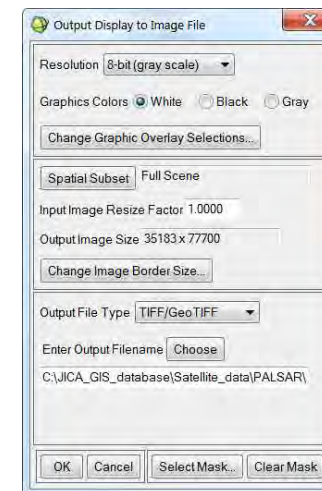 Output Display to Image File
Resolution 8-bit (gray scale)
Graphics Colors White Black Gray
Change Graphic Overlay Selections...
Spatial Subset Full Scene
Input Image Resize Factor 1.0000
Output Image Size 35183 x 77700
Change Image Border Size...
Output File Type TIFF/GeoTIFF
Enter Output Filename Choose
C:\JICA_GIS_database\Satellite_data\PALSAR\
OK Cancel Select Mask... Clear Mask